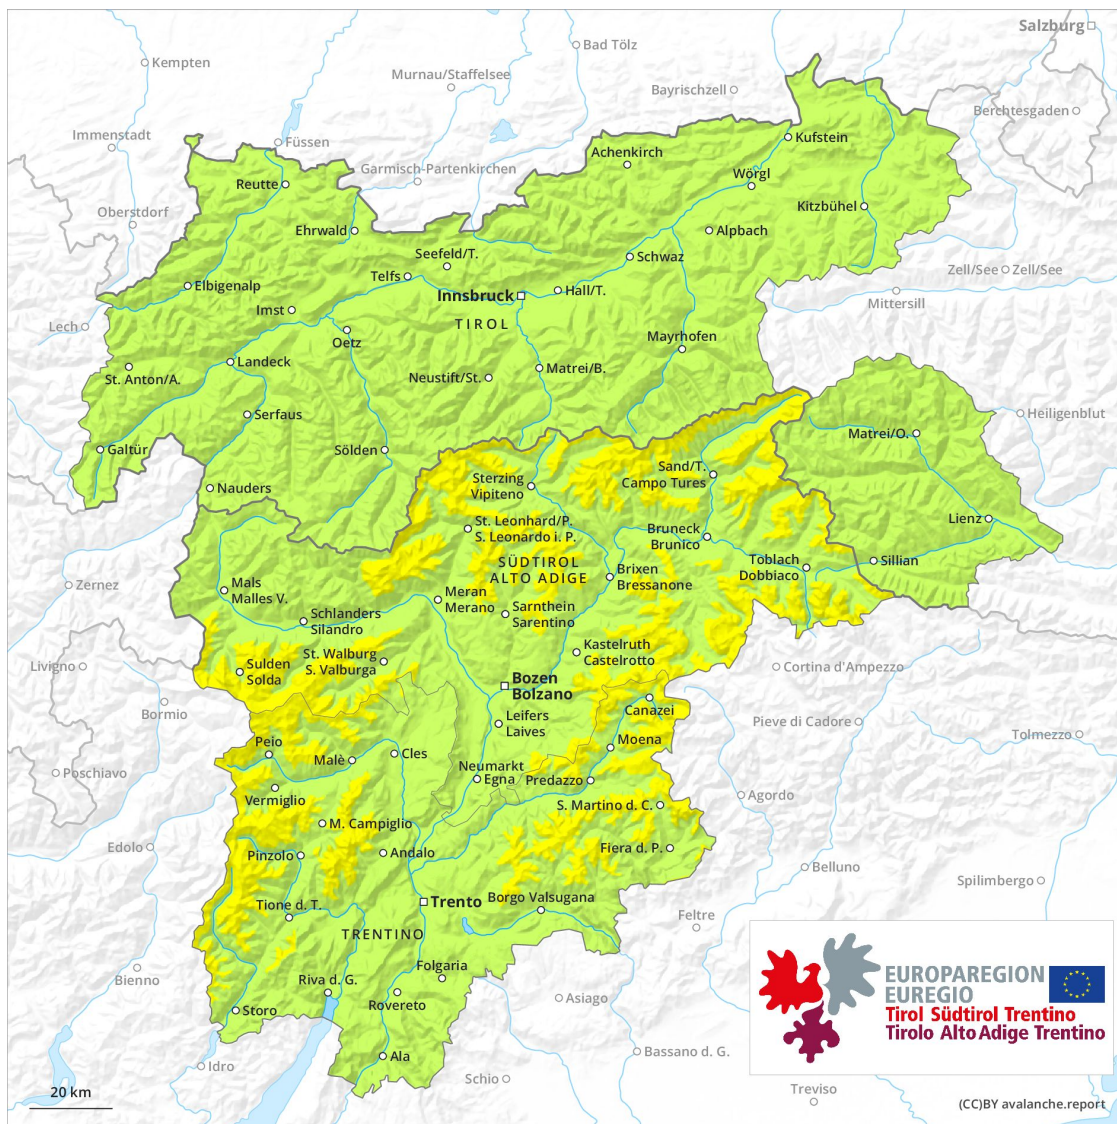 Salzburg
Bad Tölz
Kempten
Murnau/Staffelsee
Bayrischzell
Berchtesgaden
Immenstadt
Füssen
Kufstein
Achenkirch
Garmisch-Partenkirchen
Wörgl
Reutte
Oberstdorf
Kitzbühel
Ehrwald
Alpbach
Seefeld/T.
Schwaz
Telfs
Zell/See
Zell/See
Elbigenalp
Hall/T.
Innsbruck
Mittersill
Imst
TIROL
Lech
Oetz
Mayrhofen
Landeck
Matrei/B.
St. Anton/A.
Neustift/St.
Serfaus
Heiligenblut
Matrei/O.
Galtür
Sölden
Sand/T.
Campo Tures
Sterzing
Vipiteno
Nauders
St. Leonhard/P.
S. Leonardo i. P.
Lienz
Bruneck
Brunico
SÜDTIROL
ALTO ADIGE
Toblach
Dobbiaco
Sillian
Brixen
Bressanone
Zernez
Mals
Malles V.
Meran
Merano
Sarnthein
Sarentino
Schlanders
Silandro
Kastelruth
Castelrotto
St. Walburg
S. Valburga
Livigno
Sulden
Solda
Cortina d'Ampezzo
Bozen
Bolzano
Bormio
Canazei
Leifers
Laives
Pieve di Cadore
Tolmezzo
Peio
Moena
Cles
Malè
Poschiavo
Neumarkt
Egna
Predazzo
Vermiglio
Agordo
S. Martino d. C.
M. Campiglio
Edolo
Fiera d. P.
Pinzolo
Andalo
Belluno
Spilimbergo
Borgo Valsugana
Trento
Tione d. T.
Feltre
TRENTINO
Folgaria
Bienno
Riva d. G.
EUROPAREGION
EUREGIO
Tirol Südtirol Trentino
Tirolo Alto Adige Trentino
Rovereto
Asiago
Storo
Ala
Bassano d. G.
Idro
Schio
Treviso
20 km
(CC)BY avalanche.report